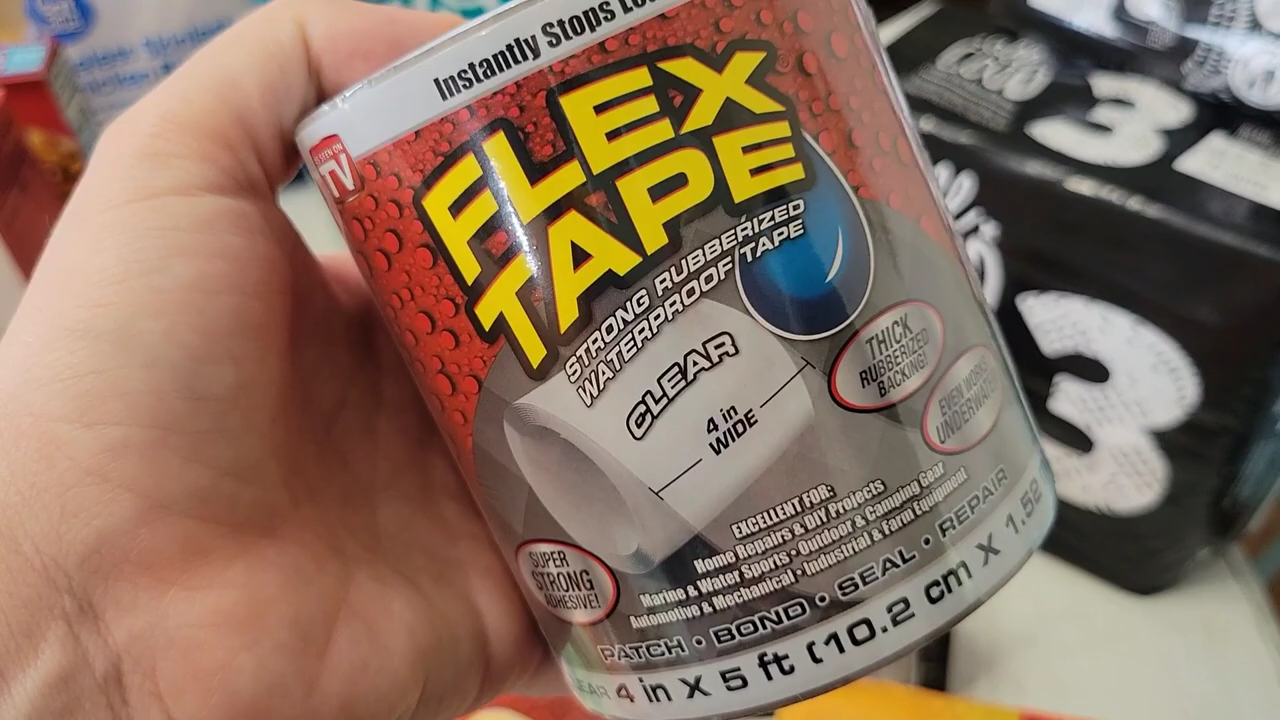 Instantly Stops
AS SEEN ON
TV
FLEX
TAPE
STRONG RUBBERIZED
WATERPROOF TAPE
CLEAR
4 in
WIDE
THICK
RUBBERIZED
BACKING!
EVEN WORKS
UNDERWATER
SUPER
STRONG
ADHESIVE!
EXCELLENT FOR:
Home Repairs & DIY Projects
Marine & Water Sports • Outdoor & Camping Gear
Automotive & Mechanical • Industrial & Farm Equipment
PATCH • BOND • SEAL • REPAIR
4 in X 5 ft (10.2 cm X 1.52
3
3